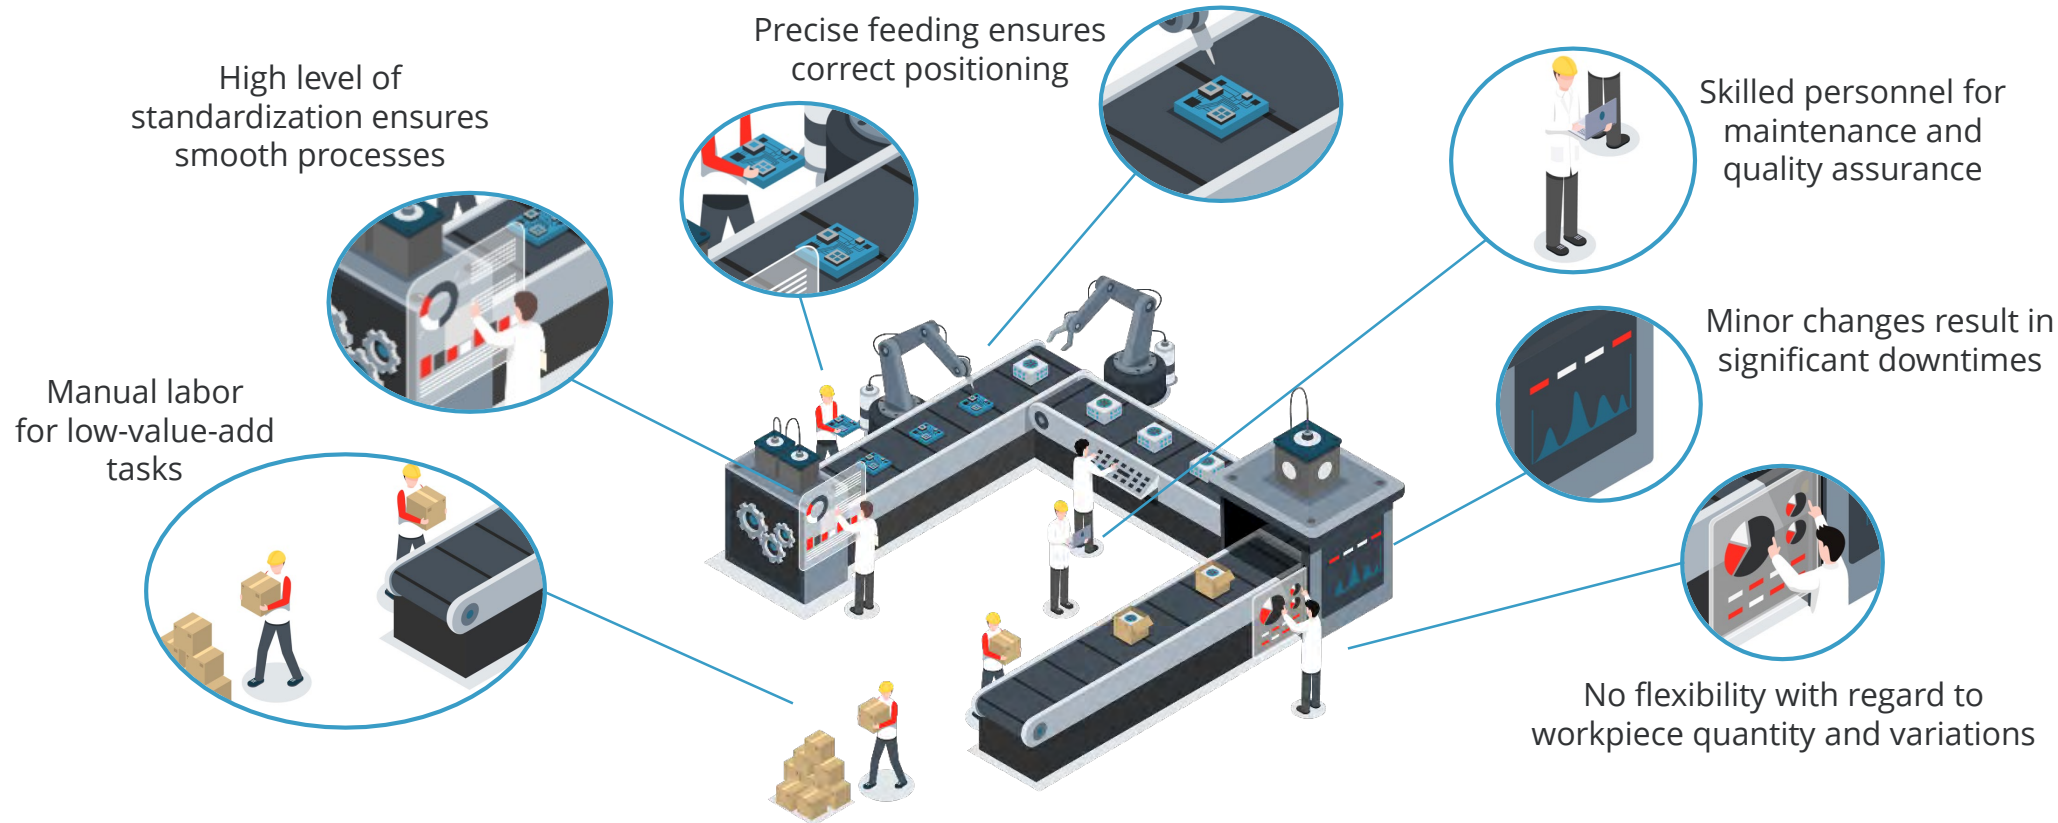 Precise feeding ensures
correct positioning
High level of
standardization ensures
smooth processes
Skilled personnel for
maintenance and
quality assurance
Minor changes result in
significant downtimes
Manual labor
for low-value-add
tasks
No flexibility with regard to
workpiece quantity and variations